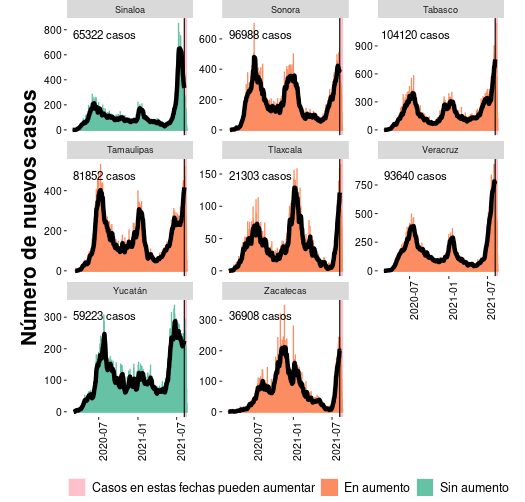 Número de nuevos casos
Sinaloa
65322 casos
800
600
400
200
0
Sonora
96988 casos
600
400
200
0
Tabasco
104120 casos
900
600
300
0
Tamaulipas
81852 casos
400
200
0
Tlaxcala
21303 casos
150
100
50
0
Veracruz
93640 casos
750
500
250
0
2020-07
2021-01
2021-07
Yucatán
59223 casos
300
200
100
0
2020-07
2021-01
2021-07
Zacatecas
36908 casos
300
200
100
0
2020-07
2021-01
2021-07
Casos en estas fechas pueden aumentar
En aumento
Sin aumento